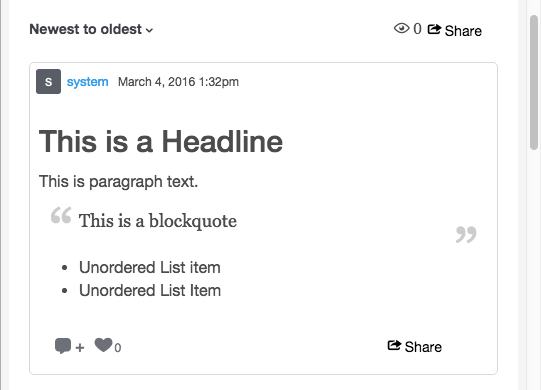 Newest to oldest
0 Share
S system March 4, 2016 1:32pm
This is a Headline
This is paragraph text.
“ This is a blockquote ”
• Unordered List item
• Unordered List Item
+ 0 Share